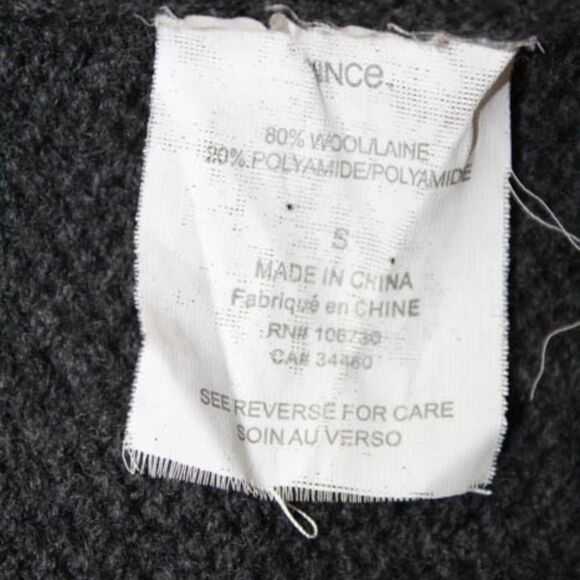 VINCE.
80% WOOL/LAINE
20% POLYAMIDE/POLYAMIDE
S
MADE IN CHINA
Fabriqué en CHINE
RN# 106730
CA# 34460
SEE REVERSE FOR CARE
SOIN AU VERSO